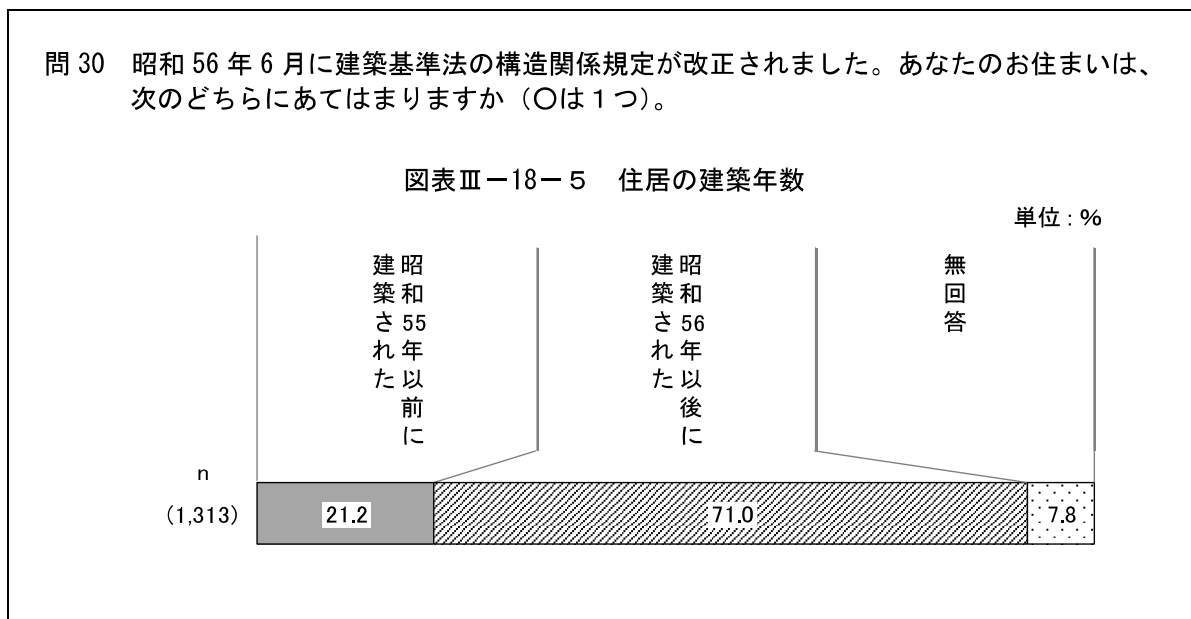 問30 昭和56年6月に建築基準法の構造関係規定が改正されました。あなたのお住まいは、
次のどちらにあてはまりますか(○は1つ)。
図表Ⅲ-18-5 住居の建築年数
単位:%
昭和55年以前に
建築された
昭和56年以後に
建築された
無回答
n
(1,313)
21.2
71.0
7.8